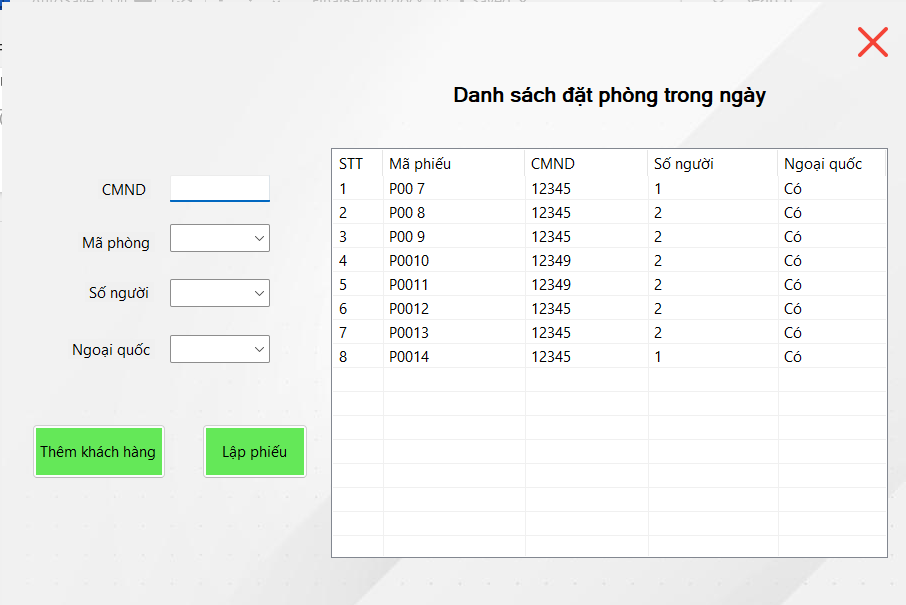 Danh sách đặt phòng trong ngày
CMND
Mã phòng
Số người
Ngoại quốc
Thêm khách hàng
Lập phiếu
STT Mã phiếu CMND Số người Ngoại quốc
1 P00 7 12345 1 Có
2 P00 8 12345 2 Có
3 P00 9 12345 2 Có
4 P0010 12349 2 Có
5 P0011 12349 2 Có
6 P0012 12345 2 Có
7 P0013 12345 2 Có
8 P0014 12345 1 Có